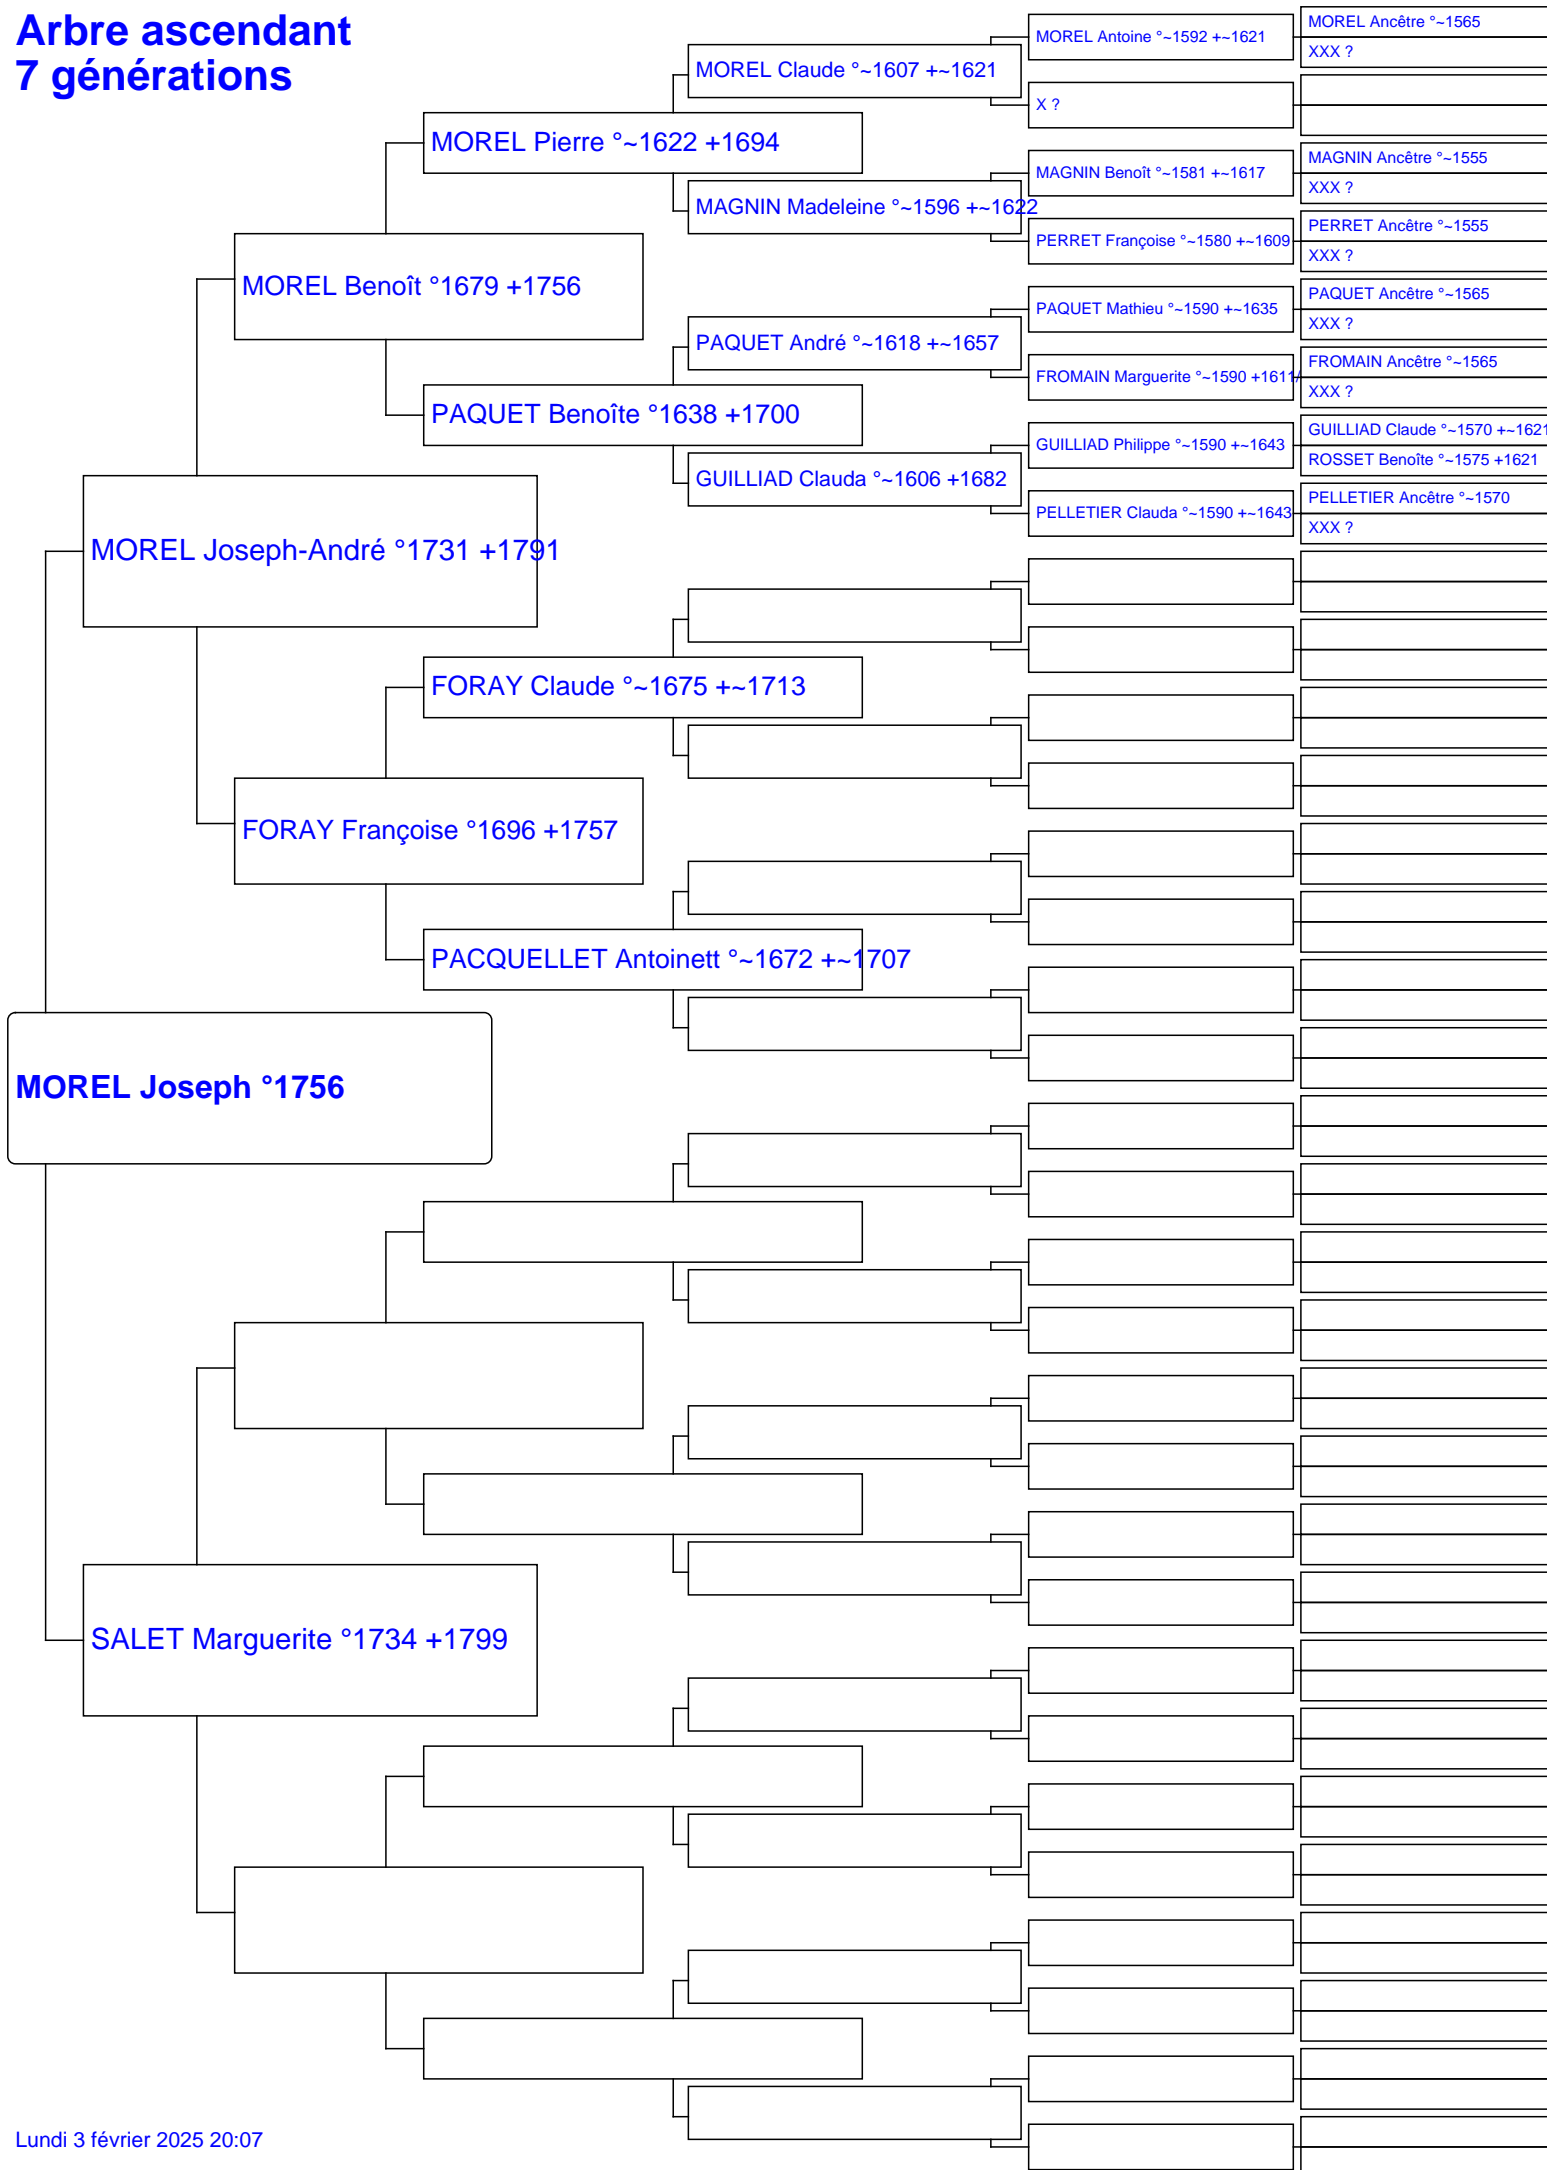 Arbre ascendant
7 générations
MOREL Joseph °1756
MOREL Joseph-André °1731 +1791
SALET Marguerite °1734 +1799
MOREL Benoît °1679 +1756
FORAY Françoise °1696 +1757
MOREL Pierre °~1622 +1694
PAQUET Benoîte °1638 +1700
FORAY Claude °~1675 +~1713
PACQUELLET Antoinett °~1672 +~1707
MOREL Claude °~1607 +~1621
MAGNIN Madeleine °~1596 +~1622
PAQUET André °~1618 +~1657
GUILLIAD Clauda °~1606 +1682
MOREL Antoine °~1592 +~1621
X ?
MAGNIN Benoît °~1581 +~1617
PERRET Françoise °~1580 +~1609
PAQUET Mathieu °~1590 +~1635
FROMAIN Marguerite °~1590 +1611/
GUILLIAD Philippe °~1590 +~1643
PELLETIER Clauda °~1590 +~1643
MOREL Ancêtre °~1565
XXX ?
MAGNIN Ancêtre °~1555
XXX ?
PERRET Ancêtre °~1555
XXX ?
PAQUET Ancêtre °~1565
XXX ?
FROMAIN Ancêtre °~1565
XXX ?
GUILLIAD Claude °~1570 +~1621
ROSSET Benoîte °~1575 +1621
PELLETIER Ancêtre °~1570
XXX ?
Lundi 3 février 2025 20:07